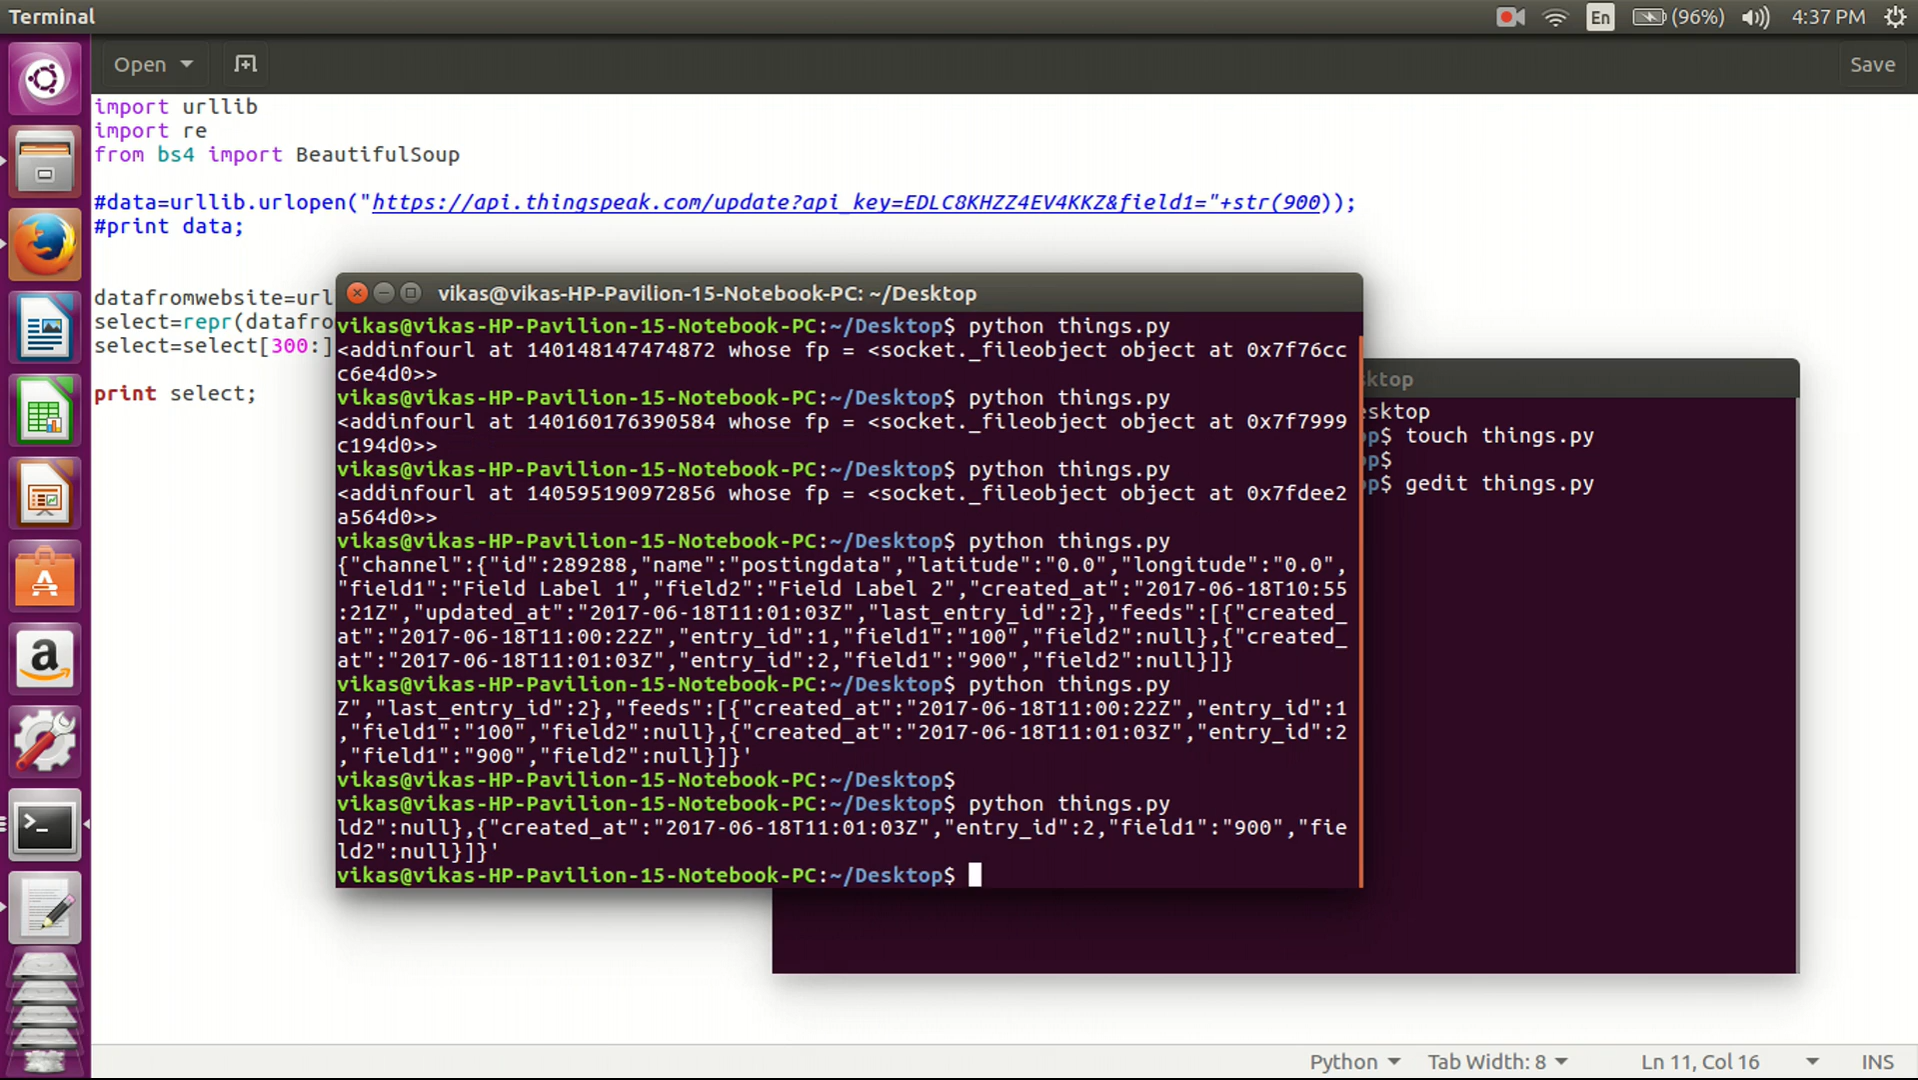 Terminal
En
(96%)
4:37 PM
Open
Save
import urllib
import re
from bs4 import BeautifulSoup
#data=urllib.urlopen("https://api.thingspeak.com/update?api_key=EDLC8KHZZ4EV4KKZ&field1="+str(900));
#print data;
datafromwebsite=url
select=repr(datafro
select=select[300:]
print select;
vikas@vikas-HP-Pavilion-15-Notebook-PC: ~/Desktop
vikas@vikas-HP-Pavilion-15-Notebook-PC:~/Desktop$ python things.py
<addinfourl at 140148147474872 whose fp = <socket._fileobject object at 0x7f76cc
c6e4d0>>
vikas@vikas-HP-Pavilion-15-Notebook-PC:~/Desktop$ python things.py
<addinfourl at 140160176390584 whose fp = <socket._fileobject object at 0x7f7999
c194d0>>
vikas@vikas-HP-Pavilion-15-Notebook-PC:~/Desktop$ python things.py
<addinfourl at 140595190972856 whose fp = <socket._fileobject object at 0x7fdee2
a564d0>>
vikas@vikas-HP-Pavilion-15-Notebook-PC:~/Desktop$ python things.py
{"channel":{"id":289288,"name":"postingdata","latitude":"0.0","longitude":"0.0",
"field1":"Field Label 1","field2":"Field Label 2","created_at":"2017-06-18T10:55
:21Z","updated_at":"2017-06-18T11:01:03Z","last_entry_id":2},"feeds":[{"created_
at":"2017-06-18T11:00:22Z","entry_id":1,"field1":"100","field2":null},{"created_
at":"2017-06-18T11:01:03Z","entry_id":2,"field1":"900","field2":null}]}
vikas@vikas-HP-Pavilion-15-Notebook-PC:~/Desktop$ python things.py
Z","last_entry_id":2},"feeds":[{"created_at":"2017-06-18T11:00:22Z","entry_id":1
,"field1":"100","field2":null},{"created_at":"2017-06-18T11:01:03Z","entry_id":2
,"field1":"900","field2":null}]}'
vikas@vikas-HP-Pavilion-15-Notebook-PC:~/Desktop$
vikas@vikas-HP-Pavilion-15-Notebook-PC:~/Desktop$ python things.py
ld2":null},{"created_at":"2017-06-18T11:01:03Z","entry_id":2,"field1":"900","fie
ld2":null}]}'
vikas@vikas-HP-Pavilion-15-Notebook-PC:~/Desktop$
sktop
esktop
op$ touch things.py
op$
op$ gedit things.py
Python
Tab Width: 8
Ln 11, Col 16
INS